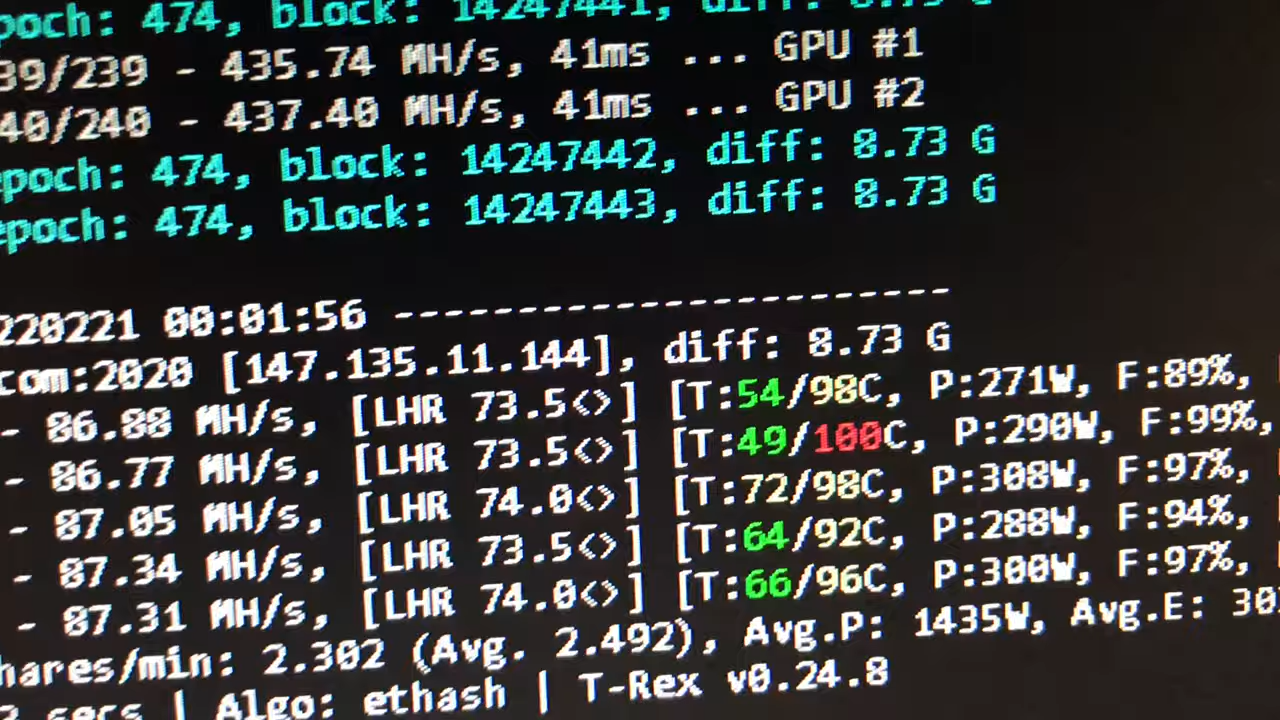 poch: 474, block: 14247441, diff: 8.73 G
39/239 - 435.74 MH/s, 41ms ... GPU #1
40/240 - 437.40 MH/s, 41ms ... GPU #2
epoch: 474, block: 14247442, diff: 8.73 G
epoch: 474, block: 14247443, diff: 8.73 G
220221 00:01:56 ---------------------------
com:2020 [147.135.11.144], diff: 8.73 G
- 86.88 MH/s, [LHR 73.5<>] [T:54/98C, P:271W, F:89%,
- 86.77 MH/s, [LHR 73.5<>] [T:49/100C, P:290W, F:99%,
- 87.05 MH/s, [LHR 74.0<>] [T:72/98C, P:308W, F:97%,
- 87.34 MH/s, [LHR 73.5<>] [T:64/92C, P:288W, F:94%,
- 87.31 MH/s, [LHR 74.0<>] [T:66/96C, P:300W, F:97%,
hares/min: 2.302 (Avg. 2.492), Avg.P: 1435W, Avg.E: 30
secs | Algo: ethash | T-Rex v0.24.8